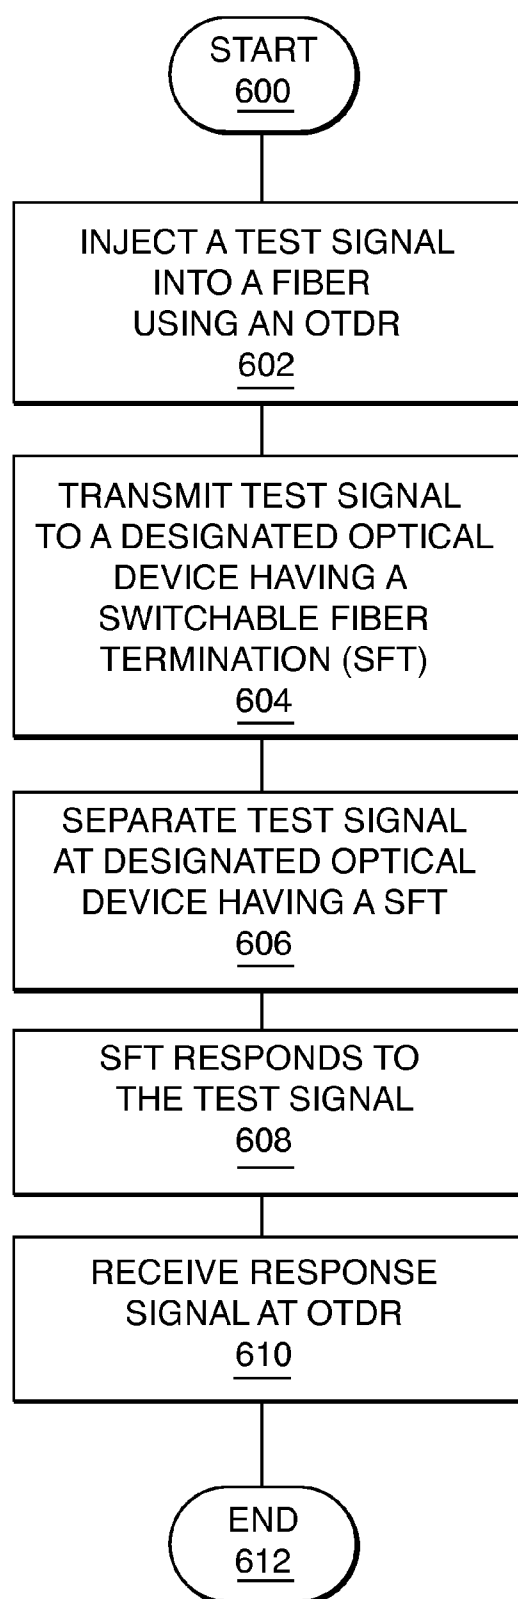 START
600
INJECT A TEST SIGNAL
INTO A FIBER
USING AN OTDR
602
TRANSMIT TEST SIGNAL
TO A DESIGNATED OPTICAL
DEVICE HAVING A
SWITCHABLE FIBER
TERMINATION (SFT)
604
SEPARATE TEST SIGNAL
AT DESIGNATED OPTICAL
DEVICE HAVING A SFT
606
SFT RESPONDS TO
THE TEST SIGNAL
608
RECEIVE RESPONSE
SIGNAL AT OTDR
610
END
612